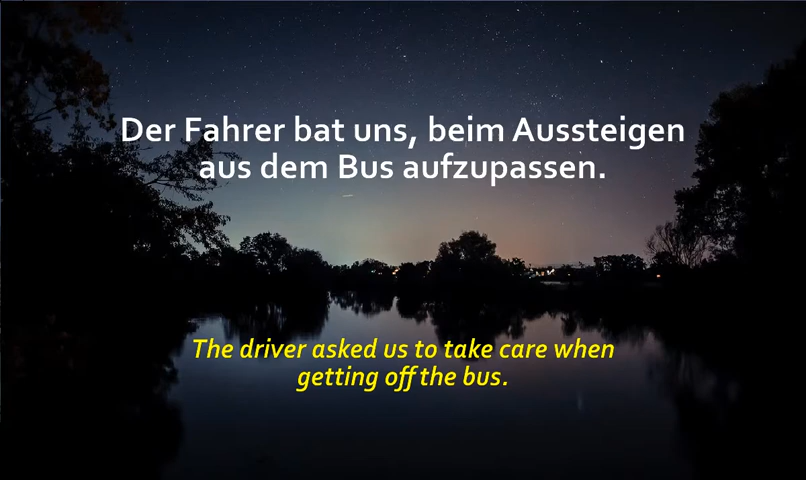 Der Fahrer bat uns, beim Aussteigen
aus dem Bus aufzupassen.
The driver asked us to take care when
getting off the bus.